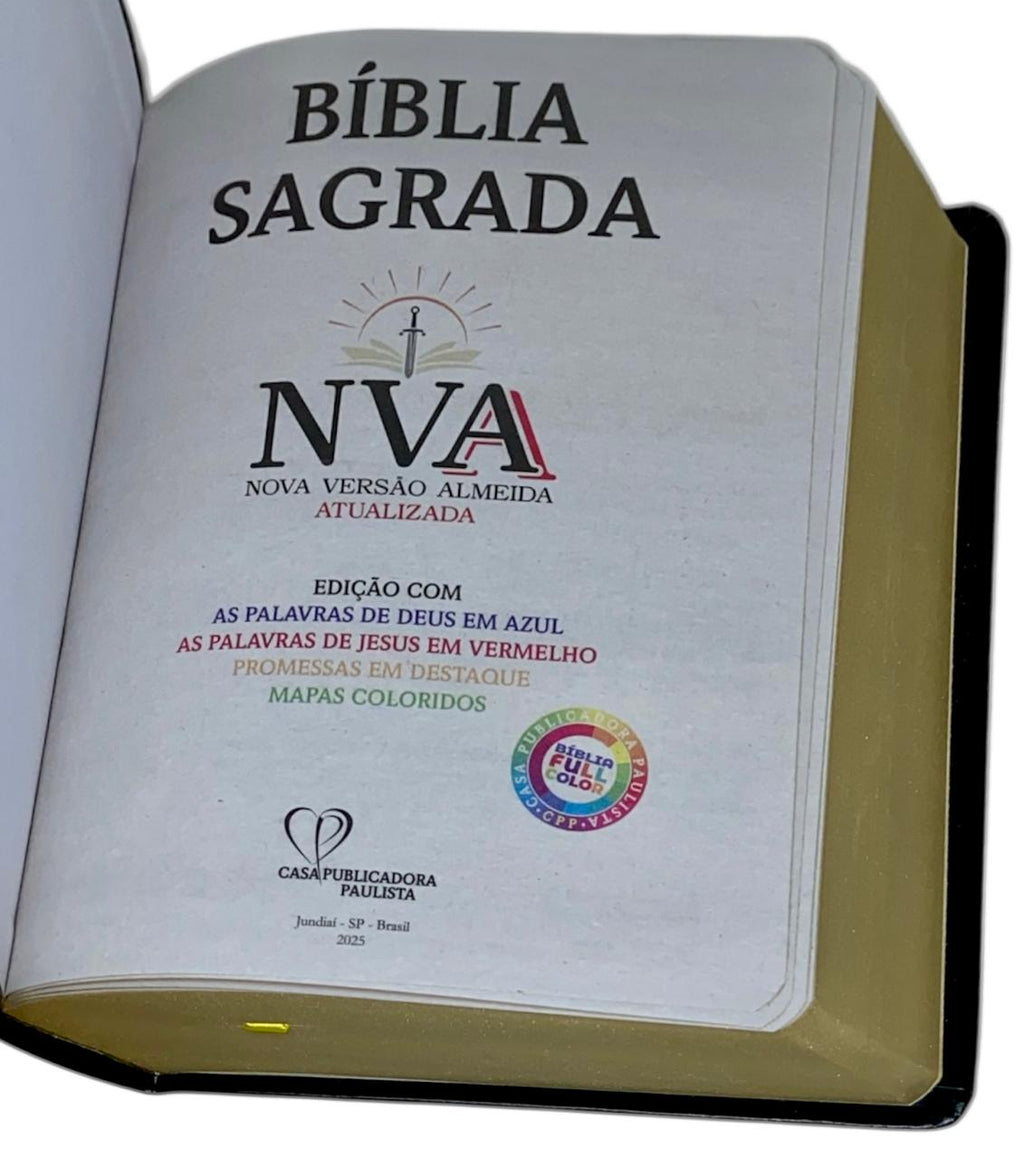 BÍBLIA
SAGRADA
NVA
NOVA VERSÃO ALMEIDA
ATUALIZADA
EDIÇÃO COM
AS PALAVRAS DE DEUS EM AZUL
AS PALAVRAS DE JESUS EM VERMELHO
PROMESSAS EM DESTAQUE
MAPAS COLORIDOS
CASA PUBLICADORA PAULISTA
• CPP •
BÍBLIA
FULL
COLOR
CASA PUBLICADORA
PAULISTA
Jundiaí - SP - Brasil
2025